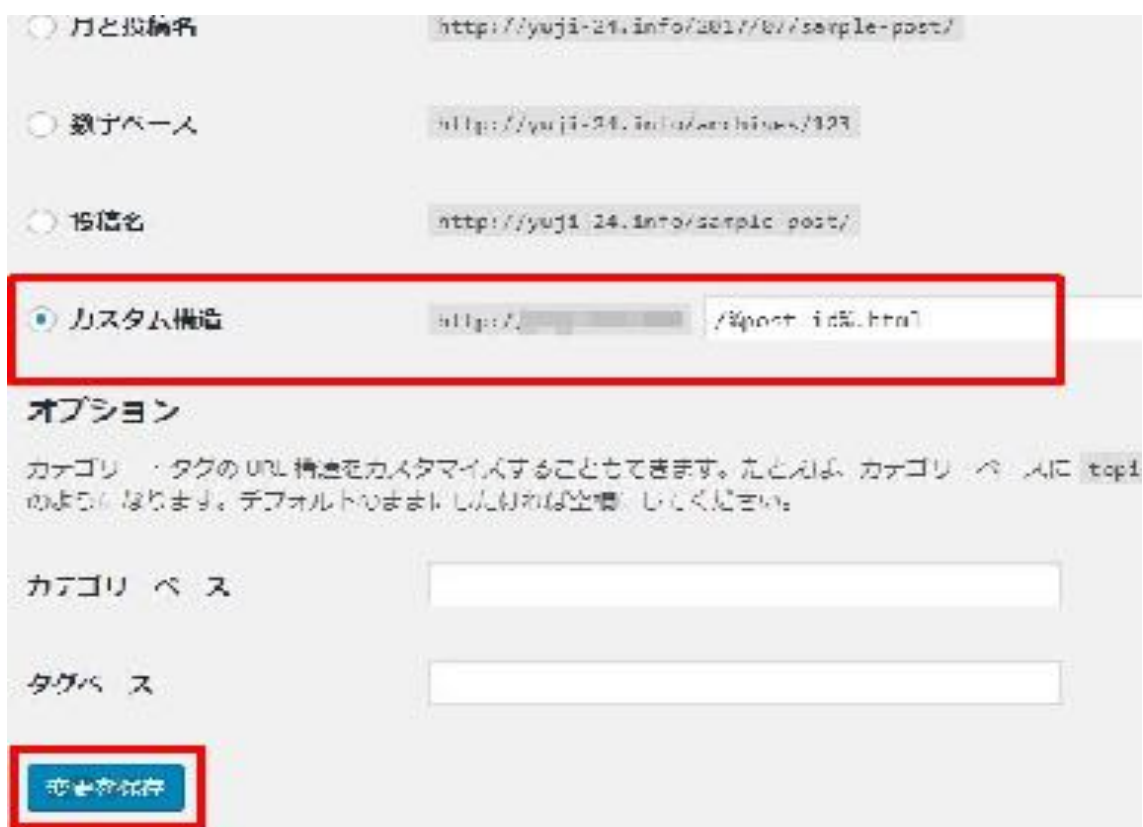 月と投稿名 http://yuji-24.info/2017/07/sample-post/
数字ベース http://yuji-24.info/archives/123
投稿名 http://yuji-24.info/sample-post/
カスタム構造 http:// /%post_id%.html
オプション
カテゴリー・タグの URL 構造をカスタマイズすることもできます。たとえば、カテゴリーベースに topi
のようになります。デフォルトのままにしたければ空欄にしてください。
カテゴリーベース
タグベース
変更を保存